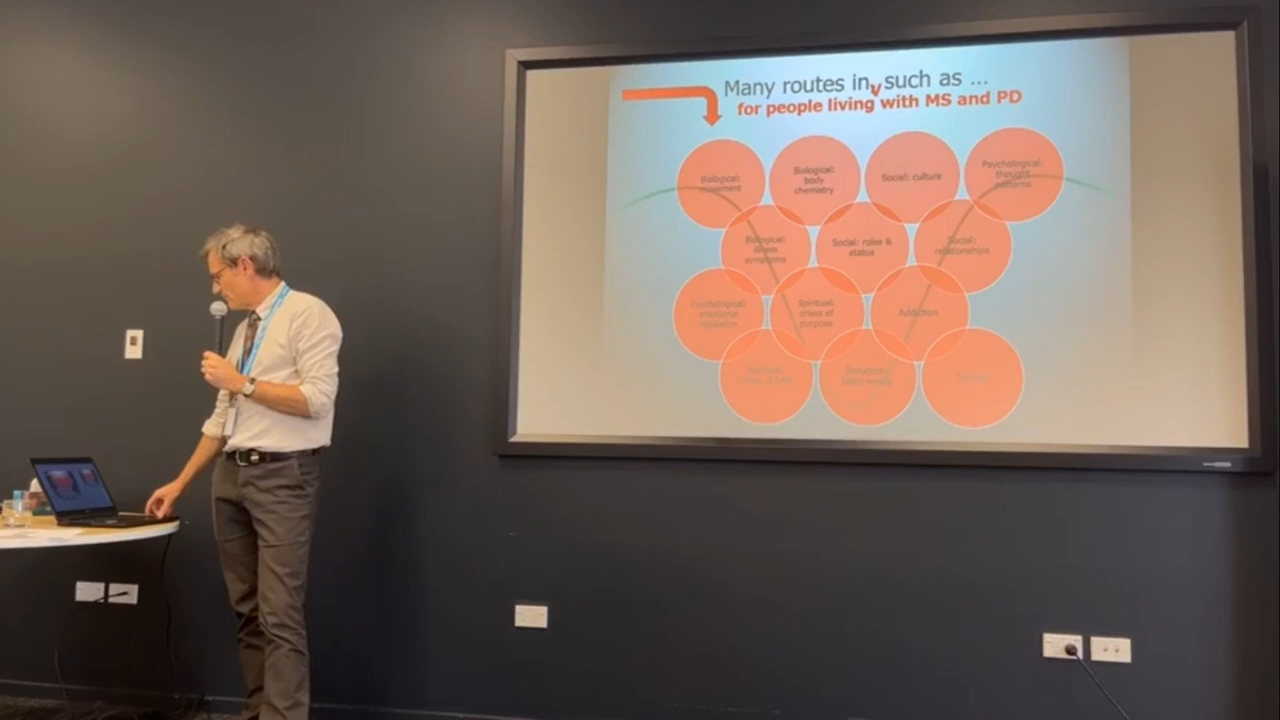 Many routes in, such as ...
for people living with MS and PD
Biological:
movement
Biological:
body
chemistry
Social: culture
Psychological:
thought
patterns
Biological:
illness
symptoms
Social: roles &
status
Social:
relationships
Psychological:
emotional
regulation
Spiritual:
crises of
purpose
Addiction
Biological: